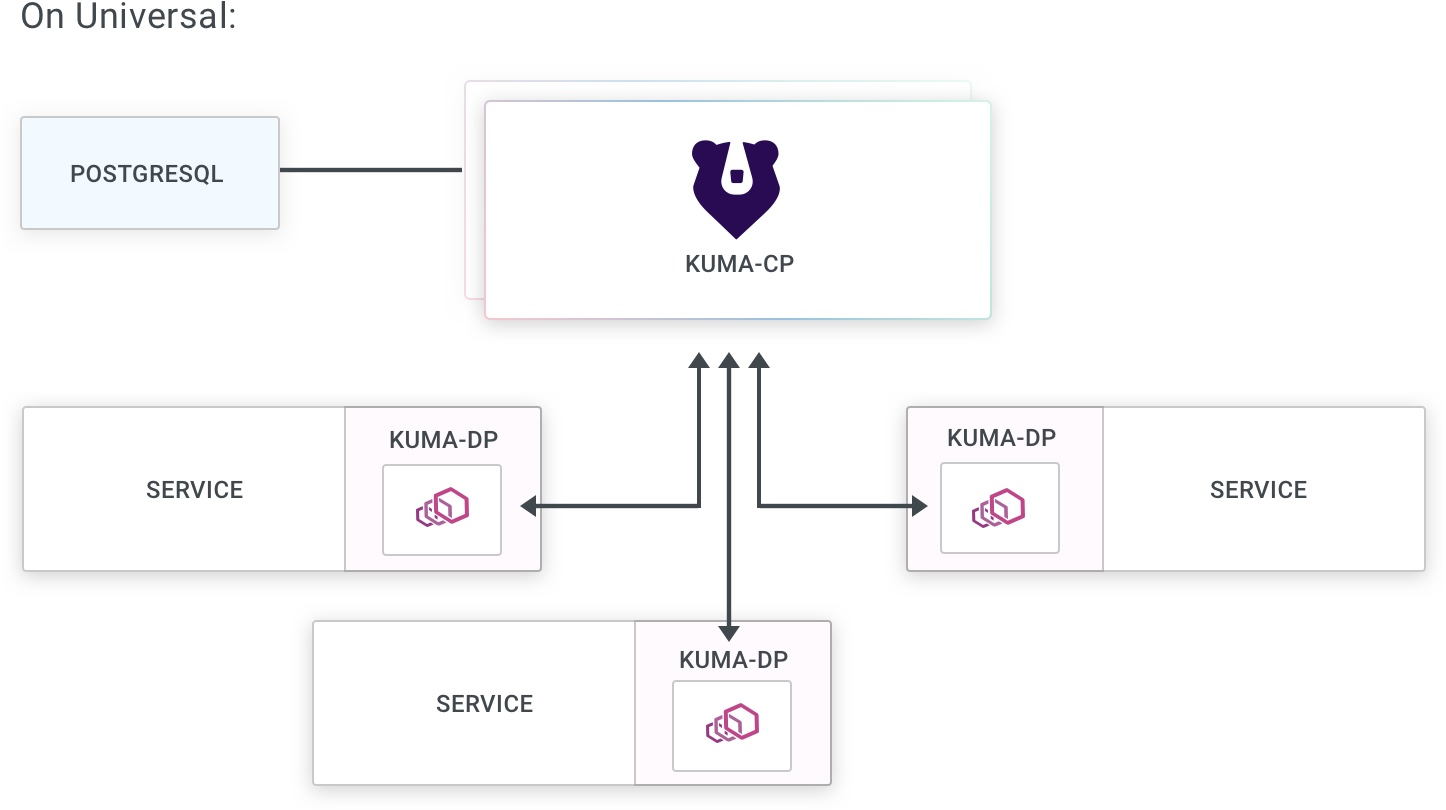 On Universal:
POSTGRESQL
KUMA-CP
SERVICE
KUMA-DP
KUMA-DP
SERVICE
SERVICE
KUMA-DP